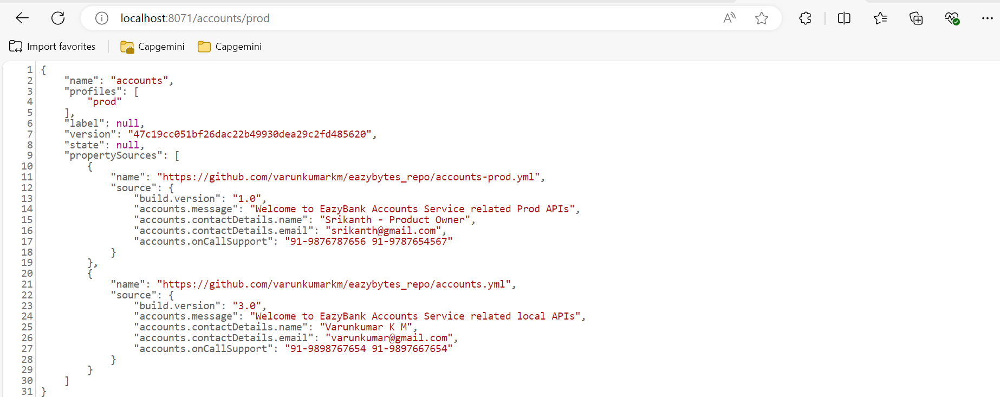 localhost:8071/accounts/prod
Import favorites Capgemini Capgemini
1 {
2 "name": "accounts",
3 "profiles": [
4 "prod"
5 ],
6 "label": null,
7 "version": "47c19cc051bf26dac22b49930dea29c2fd485620",
8 "state": null,
9 "propertySources": [
10 {
11 "name": "https://github.com/varunkumarkm/eazybytes_repo/accounts-prod.yml",
12 "source": {
13 "build.version": "1.0",
14 "accounts.message": "Welcome to EazyBank Accounts Service related Prod APIs",
15 "accounts.contactDetails.name": "Srikanth - Product Owner",
16 "accounts.contactDetails.email": "srikanth@gmail.com",
17 "accounts.onCallSupport": "91-9876787656 91-9787654567"
18 }
19 },
20 {
21 "name": "https://github.com/varunkumarkm/eazybytes_repo/accounts.yml",
22 "source": {
23 "build.version": "3.0",
24 "accounts.message": "Welcome to EazyBank Accounts Service related local APIs",
25 "accounts.contactDetails.name": "Varunkumar K M",
26 "accounts.contactDetails.email": "varunkumar@gmail.com",
27 "accounts.onCallSupport": "91-9898767654 91-9897667654"
28 }
29 }
30 ]
31 }